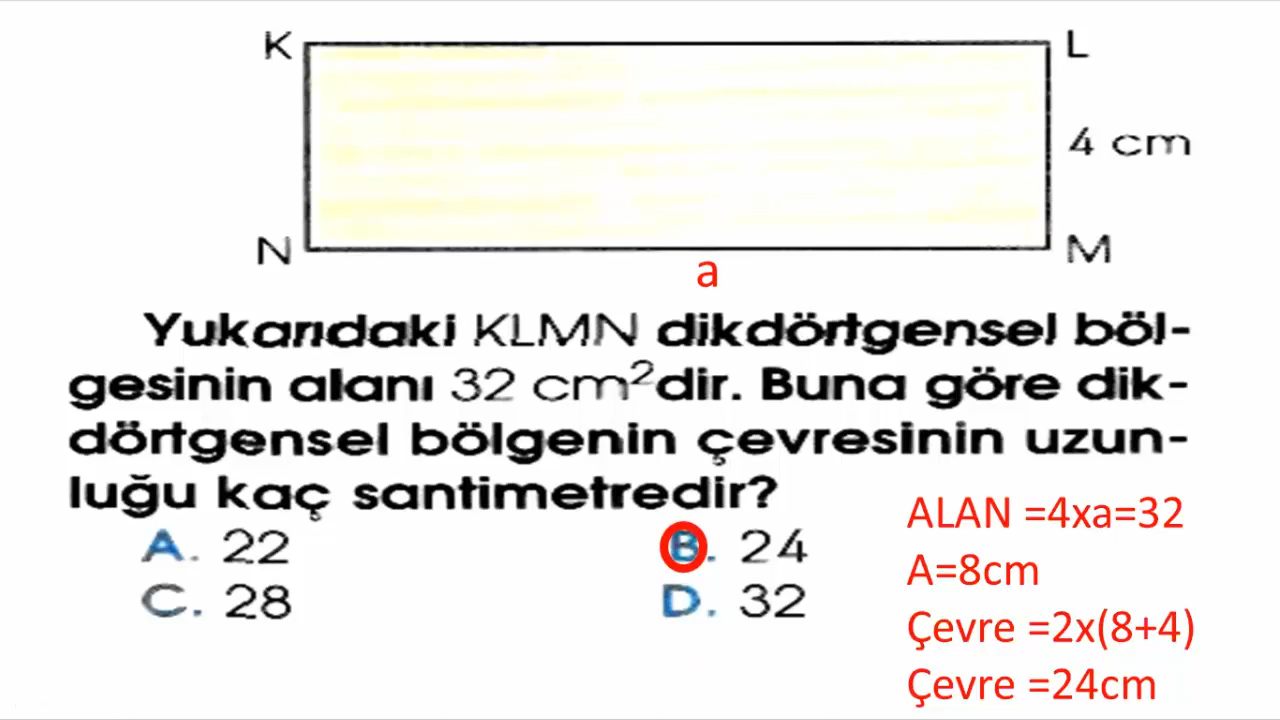 K
L
4 cm
N
M
a
Yukarıdaki KLMN dikdörtgensel böl-
gesinin alanı 32 cm²dir. Buna göre dik-
dörtgensel bölgenin çevresinin uzun-
luğu kaç santimetredir?
A. 22
B. 24
C. 28
D. 32
ALAN =4xa=32
A=8cm
Çevre =2x(8+4)
Çevre =24cm